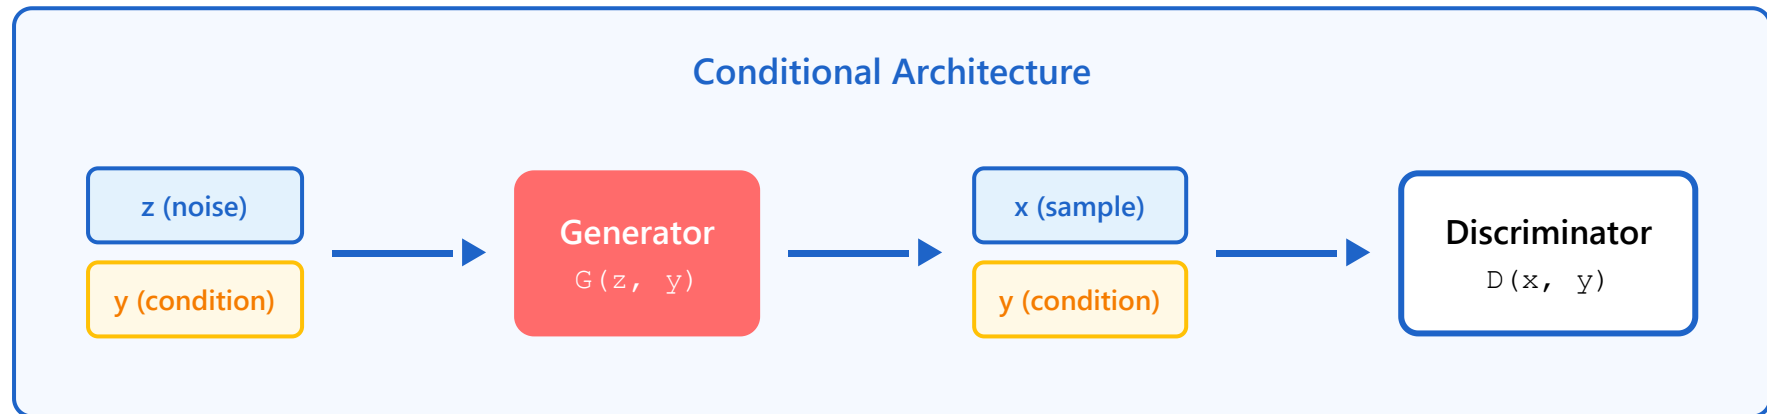 Conditional Architecture
z (noise)
y (condition)
Generator
G(z, y)
x (sample)
y (condition)
Discriminator
D(x, y)